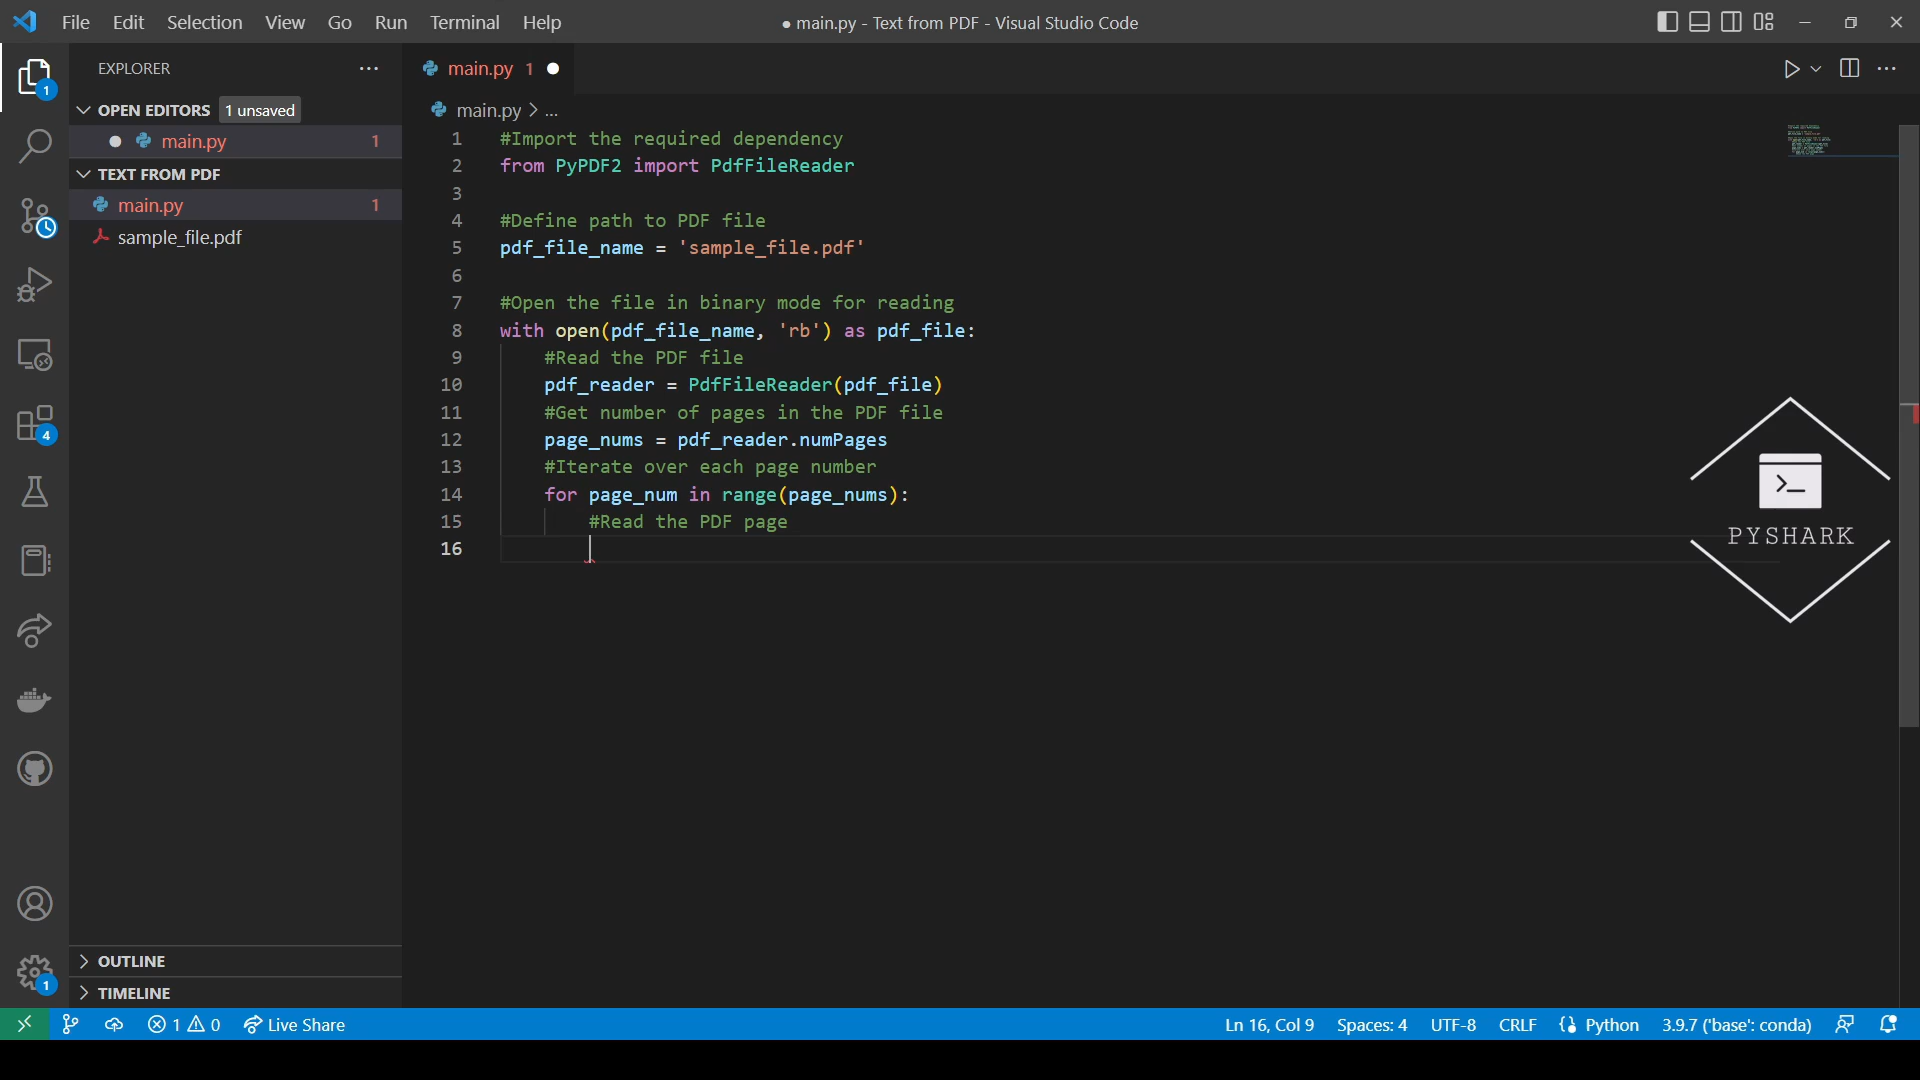 File Edit Selection View Go Run Terminal Help
● main.py - Text from PDF - Visual Studio Code
EXPLORER
OPEN EDITORS 1 unsaved
main.py 1
TEXT FROM PDF
main.py 1
sample_file.pdf
OUTLINE
TIMELINE
1
4
1
main.py 1
main.py > ...
1 #Import the required dependency
2 from PyPDF2 import PdfFileReader
3
4 #Define path to PDF file
5 pdf_file_name = 'sample_file.pdf'
6
7 #Open the file in binary mode for reading
8 with open(pdf_file_name, 'rb') as pdf_file:
9 #Read the PDF file
10 pdf_reader = PdfFileReader(pdf_file)
11 #Get number of pages in the PDF file
12 page_nums = pdf_reader.numPages
13 #Iterate over each page number
14 for page_num in range(page_nums):
15 #Read the PDF page
16
>_
PYSHARK
1 0 Live Share
Ln 16, Col 9 Spaces: 4 UTF-8 CRLF {} Python 3.9.7 ('base': conda)